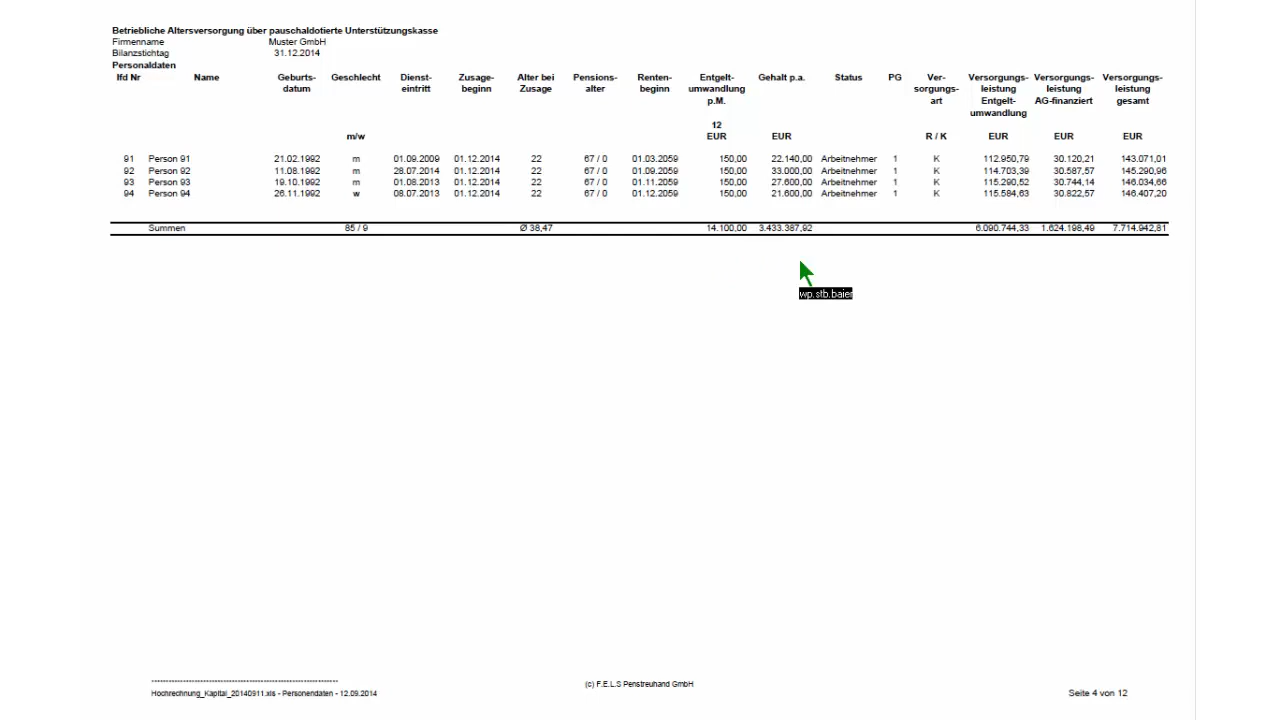 Betriebliche Altersversorgung über pauschaldotierte Unterstützungskasse
Firmenname Muster GmbH
Bilanzstichtag 31.12.2014
Personaldaten
lfd Nr Name Geburts- Geschlecht Dienst- Zusage- Alter bei Pensions- Renten- Entgelt- Gehalt p.a. Status PG Ver- Versorgungs- Versorgungs- Versorgungs-
datum eintritt beginn Zusage alter beginn umwandlung sorgungs- leistung leistung leistung
p.M. art Entgelt- AG-finanziert gesamt
umwandlung
12
m/w EUR EUR R / K EUR EUR EUR
91 Person 91 21.02.1992 m 01.09.2009 01.12.2014 22 67 / 0 01.03.2059 150,00 22.140,00 Arbeitnehmer 1 K 112.950,79 30.120,21 143.071,01
92 Person 92 11.08.1992 m 28.07.2014 01.12.2014 22 67 / 0 01.09.2059 150,00 33.000,00 Arbeitnehmer 1 K 114.703,39 30.587,57 145.290,96
93 Person 93 19.10.1992 m 01.08.2013 01.12.2014 22 67 / 0 01.11.2059 150,00 27.600,00 Arbeitnehmer 1 K 115.290,52 30.744,14 146.034,66
94 Person 94 26.11.1992 w 08.07.2013 01.12.2014 22 67 / 0 01.12.2059 150,00 21.600,00 Arbeitnehmer 1 K 115.584,63 30.822,57 146.407,20
Summen 85 / 9 Ø 38,47 14.100,00 3.433.387,92 6.090.744,33 1.624.198,49 7.714.942,81
wp.stb.baier
(c) F.E.L.S Penstreuhand GmbH
Hochrechnung_Kapital_20140911.xls - Personendaten - 12.09.2014 Seite 4 von 12